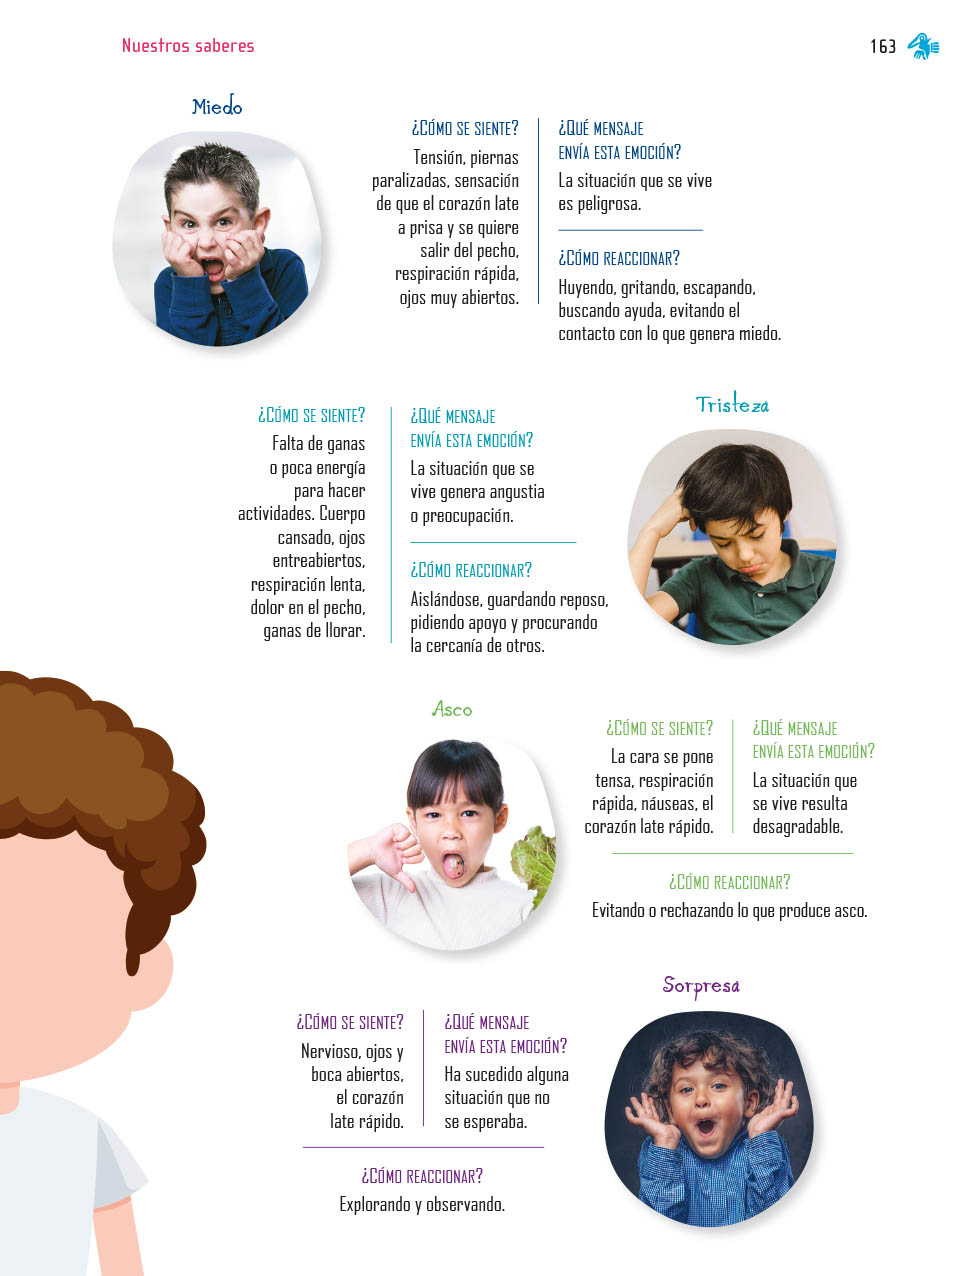 Nuestros saberes
163
Miedo
¿CÓMO SE SIENTE?
Tensión, piernas
paralizadas, sensación
de que el corazón late
a prisa y se quiere
salir del pecho,
respiración rápida,
ojos muy abiertos.
¿QUÉ MENSAJE
ENVÍA ESTA EMOCIÓN?
La situación que se vive
es peligrosa.
¿CÓMO REACCIONAR?
Huyendo, gritando, escapando,
buscando ayuda, evitando el
contacto con lo que genera miedo.
Tristeza
¿CÓMO SE SIENTE?
Falta de ganas
o poca energía
para hacer
actividades. Cuerpo
cansado, ojos
entreabiertos,
respiración lenta,
dolor en el pecho,
ganas de llorar.
¿QUÉ MENSAJE
ENVÍA ESTA EMOCIÓN?
La situación que se
vive genera angustia
o preocupación.
¿CÓMO REACCIONAR?
Aislándose, guardando reposo,
pidiendo apoyo y procurando
la cercanía de otros.
Asco
¿CÓMO SE SIENTE?
La cara se pone
tensa, respiración
rápida, náuseas, el
corazón late rápido.
¿QUÉ MENSAJE
ENVÍA ESTA EMOCIÓN?
La situación que
se vive resulta
desagradable.
¿CÓMO REACCIONAR?
Evitando o rechazando lo que produce asco.
Sorpresa
¿CÓMO SE SIENTE?
Nervioso, ojos y
boca abiertos,
el corazón
late rápido.
¿QUÉ MENSAJE
ENVÍA ESTA EMOCIÓN?
Ha sucedido alguna
situación que no
se esperaba.
¿CÓMO REACCIONAR?
Explorando y observando.